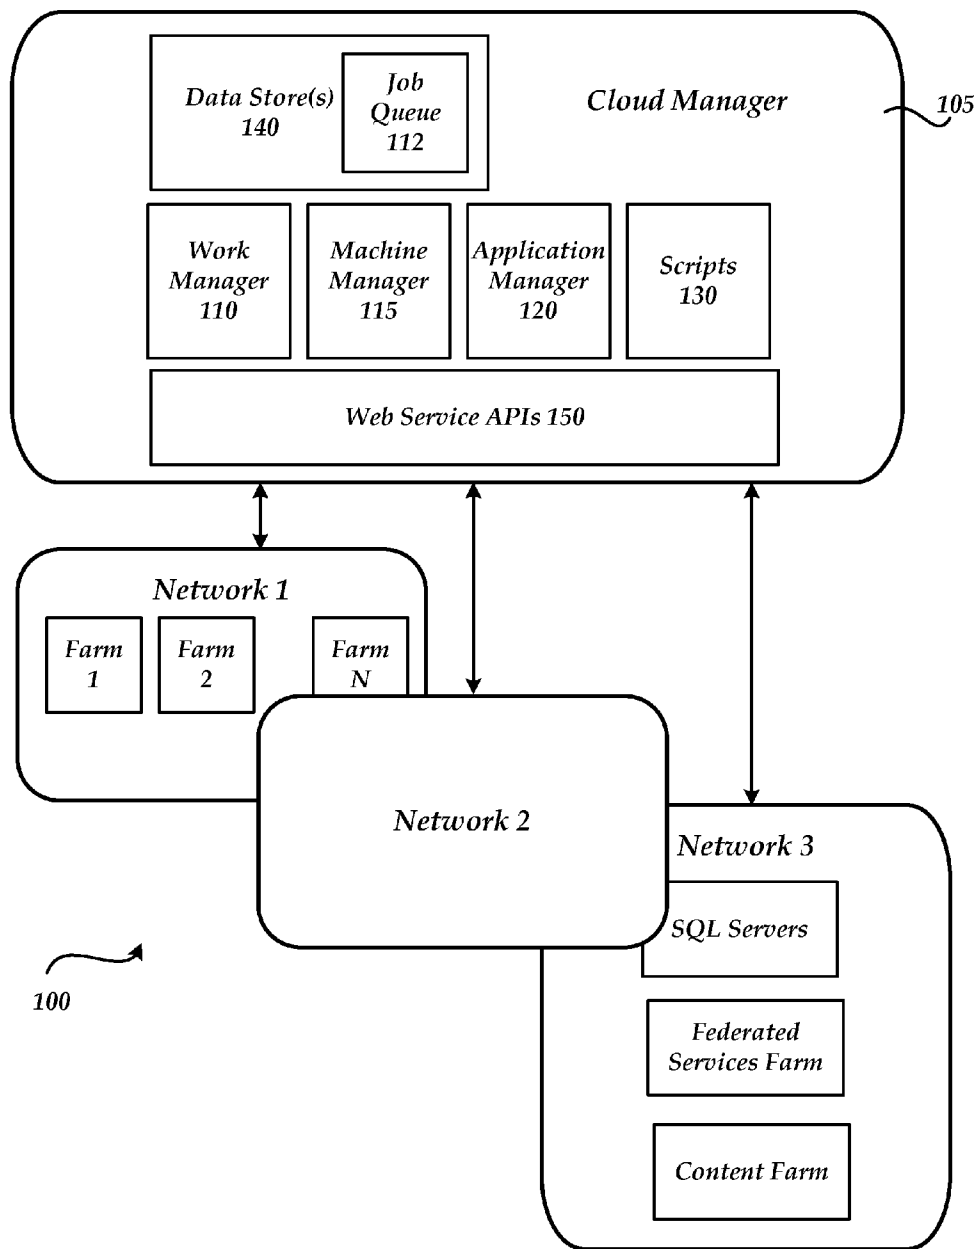 Data Store(s)
140
Job
Queue
112
Cloud Manager
105
Work
Manager
110
Machine
Manager
115
Application
Manager
120
Scripts
130
Web Service APIs 150
Network 1
Farm
1
Farm
2
Farm
N
Network 2
Network 3
SQL Servers
Federated
Services Farm
Content Farm
100